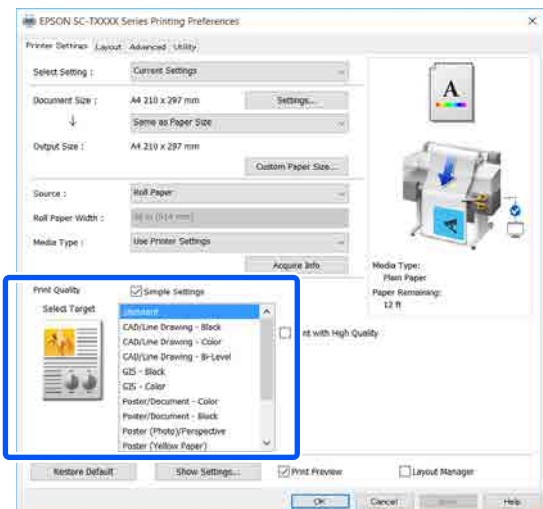 EPSON SC-TXXXX Series Printing Preferences
Printer Settings Layout Advanced Utility
Select Setting : Current Settings
Document Size : A4 210 x 297 mm Settings...
Same as Paper Size
Output Size : A4 210 x 297 mm
Custom Paper Size...
Source : Roll Paper
Roll Paper Width :
Media Type : Use Printer Settings
Acquire Info
Media Type:
Plain Paper
Paper Remaining:
12 ft
Print Quality Simple Settings
Select Target Standard
CAD/Line Drawing - Black
CAD/Line Drawing - Color
CAD/Line Drawing - Bi-Level
GIS - Black
GIS - Color
Poster/Document - Color
Poster/Document - Black
Poster (Photo)/Perspective
Poster (Yellow Paper)
nt with High Quality
Restore Default Show Settings... Print Preview Layout Manager
OK Cancel Help
A
A